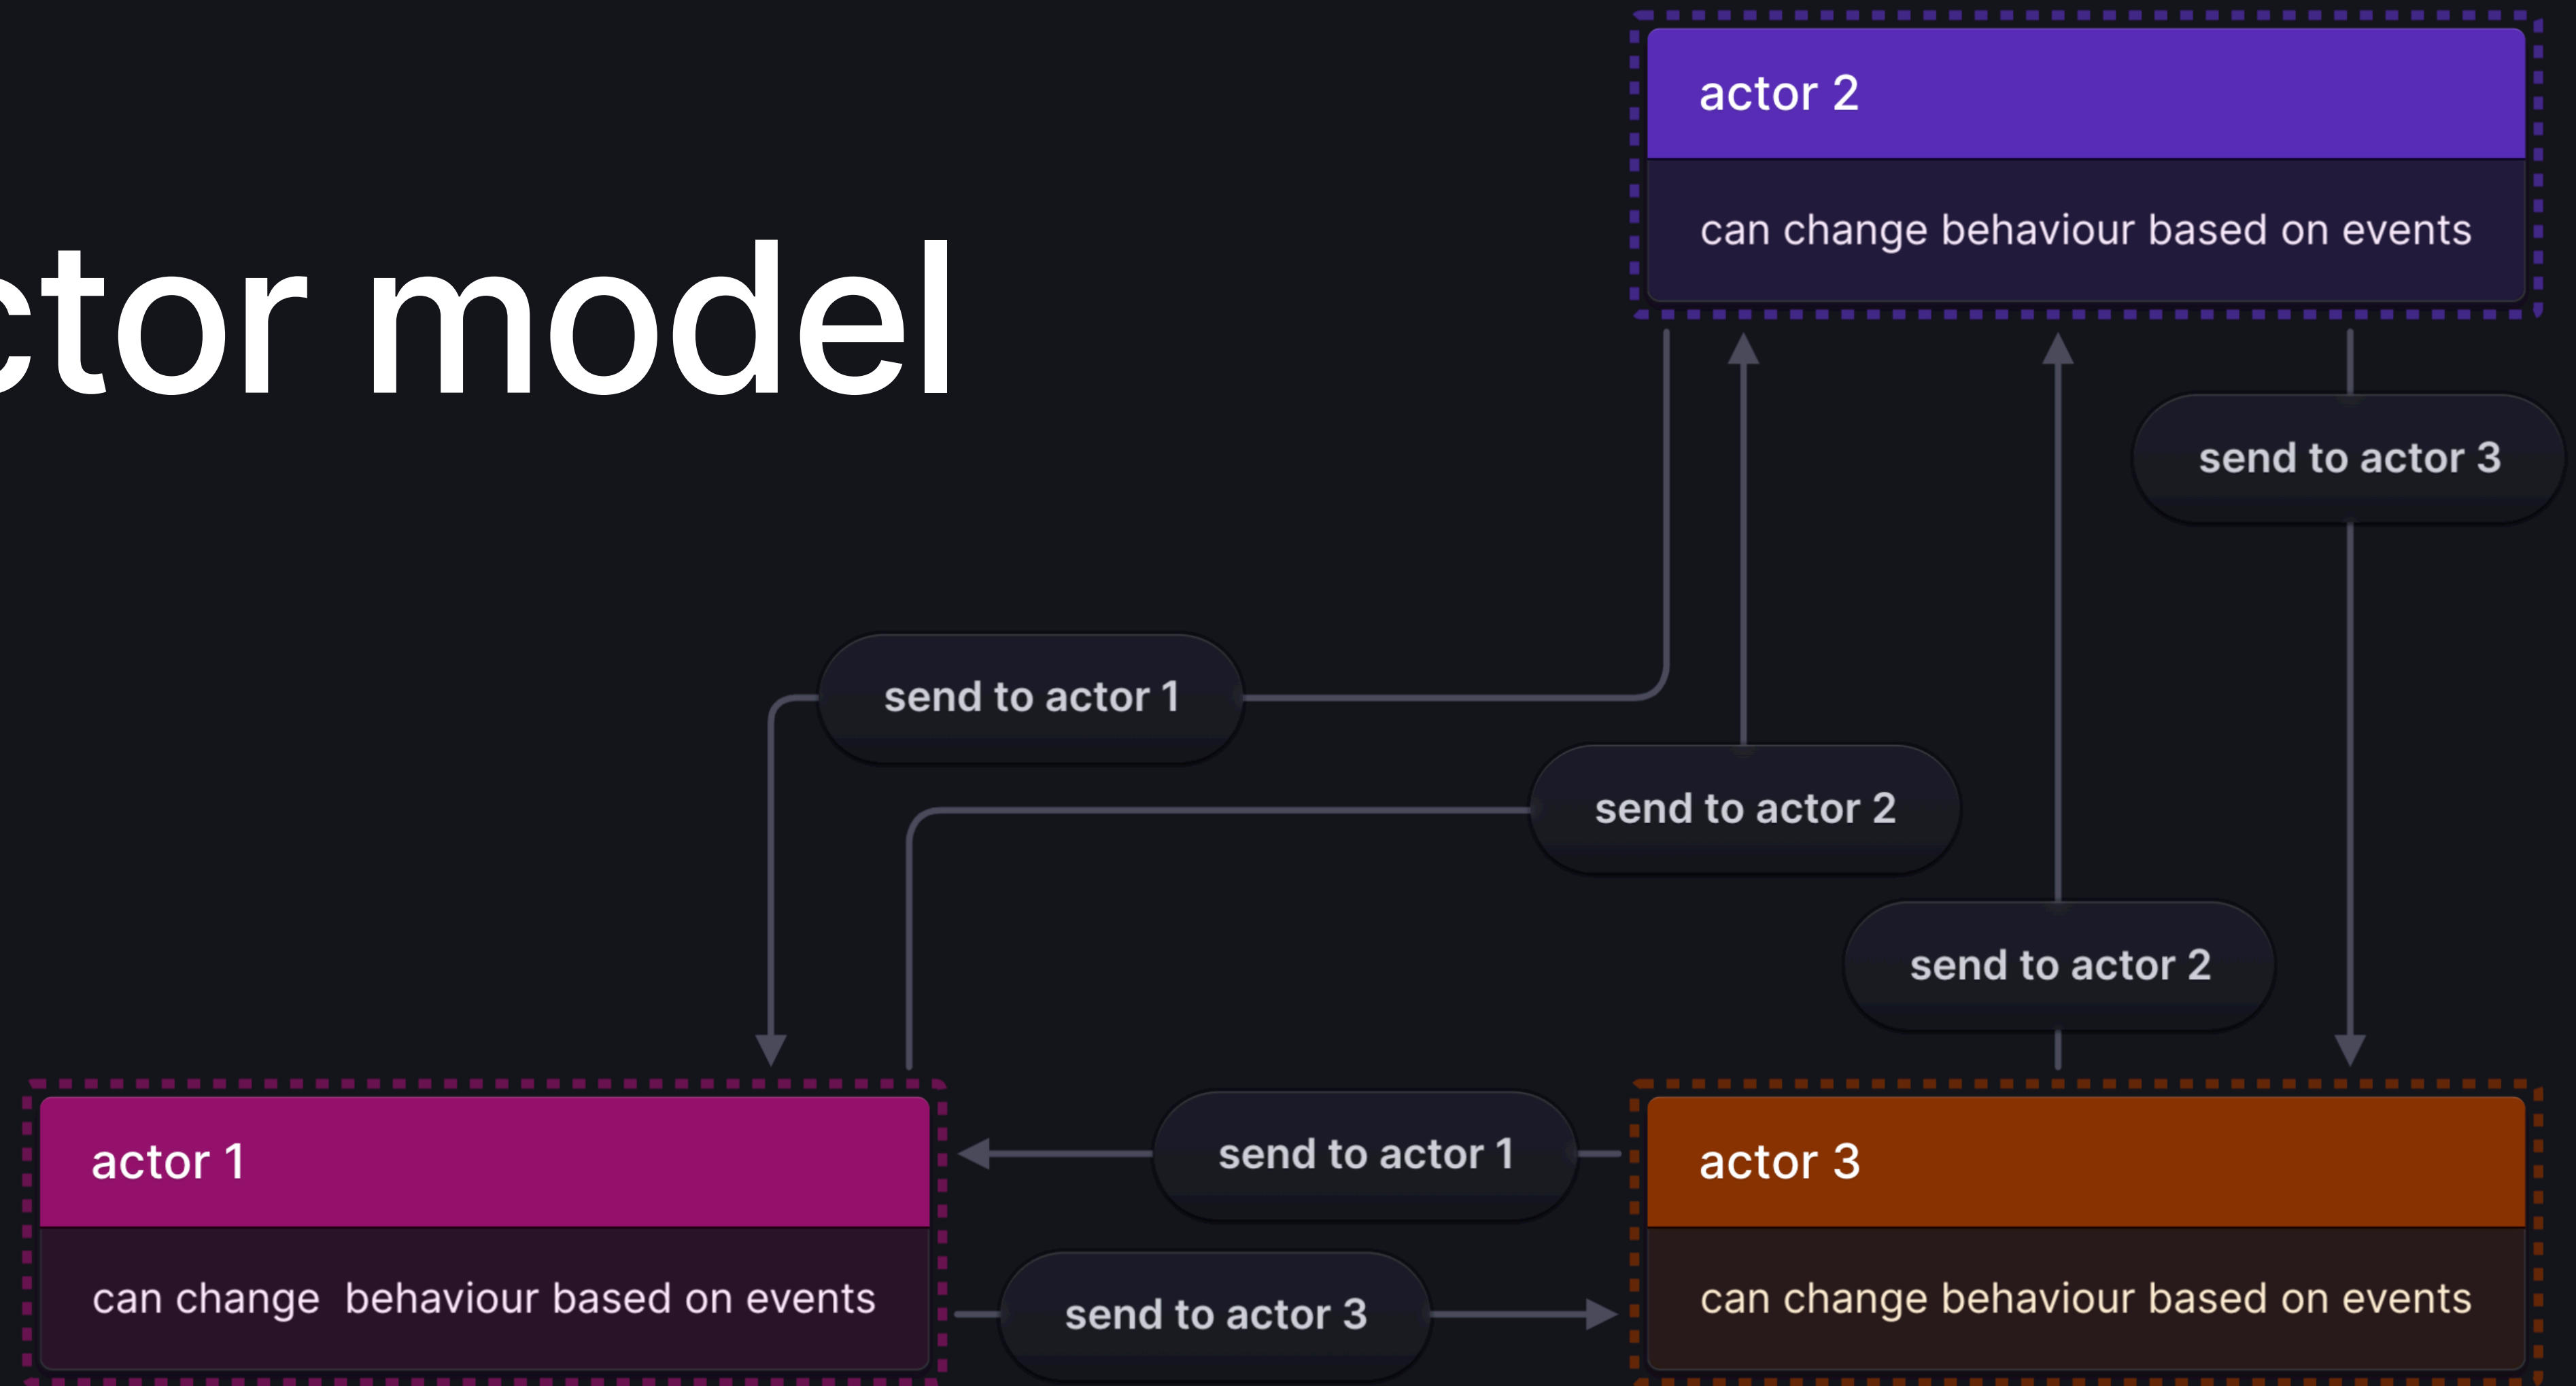 actor 2
can change behaviour based on events
ctor model
send to actor 3
send to actor 1
send to actor 2
send to actor 2
actor 1
can change  behaviour based on events
send to actor 1
send to actor 3
actor 3
can change behaviour based on events